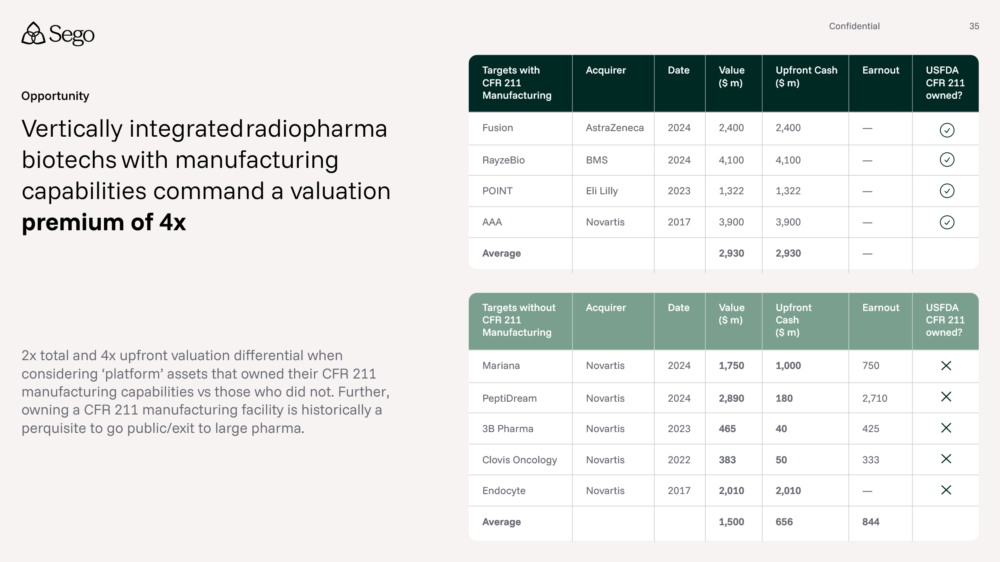 Sego
Confidential
35
Opportunity
Vertically integrated radiopharma
biotechs with manufacturing
capabilities command a valuation
premium of 4x
2x total and 4x upfront valuation differential when
considering ‘platform’ assets that owned their CFR 211
manufacturing capabilities vs those who did not. Further,
owning a CFR 211 manufacturing facility is historically a
perquisite to go public/exit to large pharma.
Targets with CFR 211 Manufacturing Acquirer Date Value ($ m) Upfront Cash ($ m) Earnout USFDA CFR 211 owned?
Fusion AstraZeneca 2024 2,400 2,400 —
RayzeBio BMS 2024 4,100 4,100 —
POINT Eli Lilly 2023 1,322 1,322 —
AAA Novartis 2017 3,900 3,900 —
Average 2,930 2,930 —
Targets without CFR 211 Manufacturing Acquirer Date Value ($ m) Upfront Cash ($ m) Earnout USFDA CFR 211 owned?
Mariana Novartis 2024 1,750 1,000 750
PeptiDream Novartis 2024 2,890 180 2,710
3B Pharma Novartis 2023 465 40 425
Clovis Oncology Novartis 2022 383 50 333
Endocyte Novartis 2017 2,010 2,010 —
Average 1,500 656 844